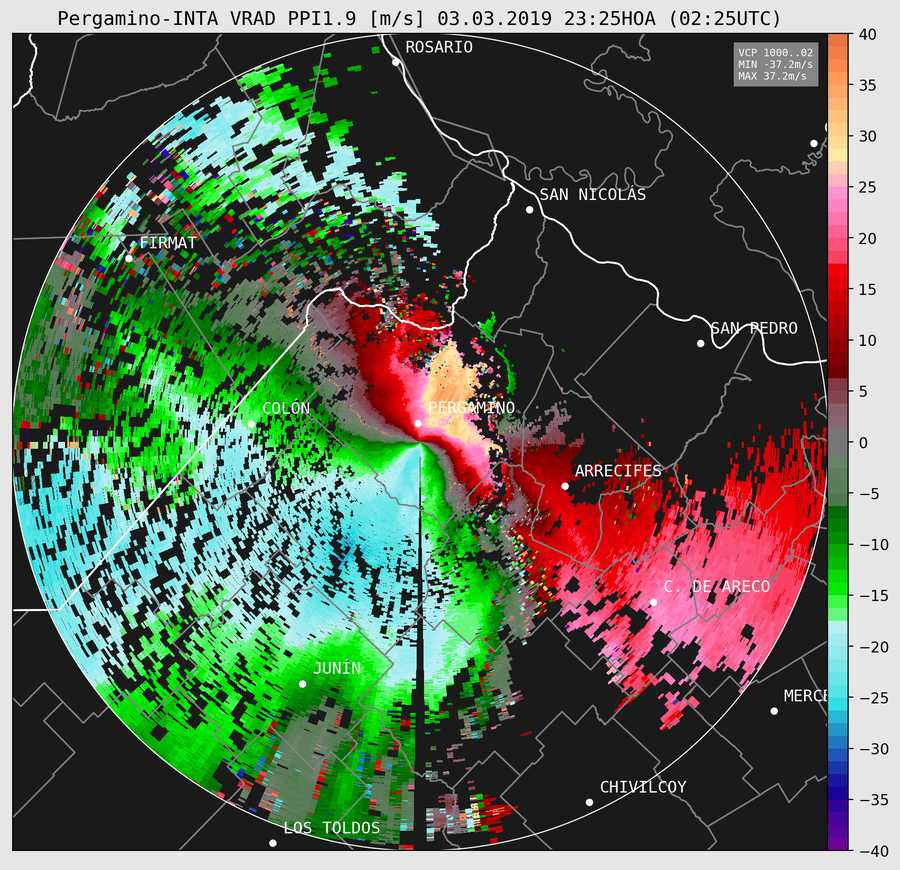 Pergamino-INTA VRAD PPI1.9 [m/s] 03.03.2019 23:25HOA (02:25UTC)
VCP 1000..02
MIN -37.2m/s
MAX 37.2m/s
ROSARIO
SAN NICOLÁS
FIRMAT
SAN PEDRO
COLÓN
PERGAMINO
ARRECIFES
C. DE ARECO
JUNÍN
MERCE
CHIVILCOY
LOS TOLDOS
40
35
30
25
20
15
10
5
0
−5
−10
−15
−20
−25
−30
−35
−40